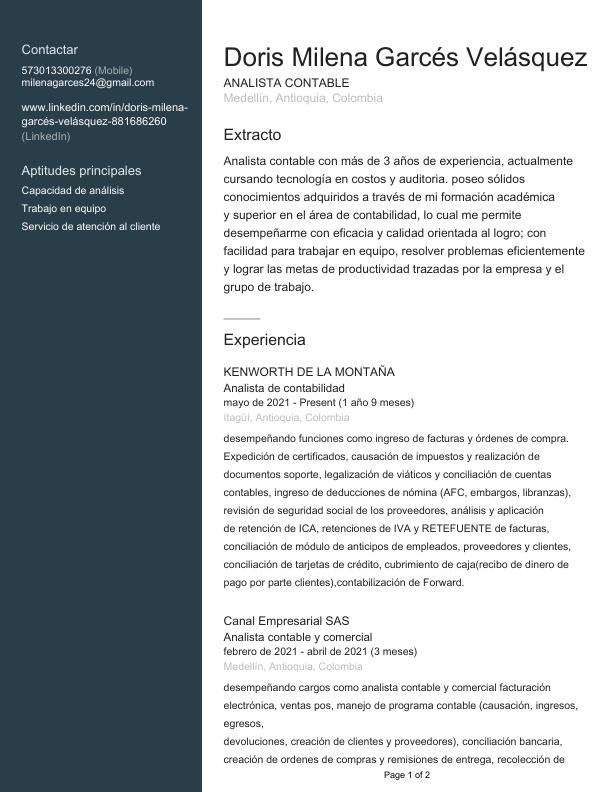 Contactar
573013300276 (Mobile)
milenagarces24@gmail.com
www.linkedin.com/in/doris-milena-
garcés-velásquez-881686260
(LinkedIn)
Aptitudes principales
Capacidad de análisis
Trabajo en equipo
Servicio de atención al cliente
Doris Milena Garcés Velásquez
ANALISTA CONTABLE
Medellín, Antioquia, Colombia
Extracto
Analista contable con más de 3 años de experiencia, actualmente
cursando tecnología en costos y auditoria. poseo sólidos
conocimientos adquiridos a través de mi formación académica
y superior en el área de contabilidad, lo cual me permite
desempeñarme con eficacia y calidad orientada al logro; con
facilidad para trabajar en equipo, resolver problemas eficientemente
y lograr las metas de productividad trazadas por la empresa y el
grupo de trabajo.
Experiencia
KENWORTH DE LA MONTAÑA
Analista de contabilidad
mayo de 2021 - Present (1 año 9 meses)
Itagüí, Antioquia, Colombia
desempeñando funciones como ingreso de facturas y órdenes de compra.
Expedición de certificados, causación de impuestos y realización de
documentos soporte, legalización de viáticos y conciliación de cuentas
contables, ingreso de deducciones de nómina (AFC, embargos, libranzas),
revisión de seguridad social de los proveedores, análisis y aplicación
de retención de ICA, retenciones de IVA y RETEFUENTE de facturas,
conciliación de módulo de anticipos de empleados, proveedores y clientes,
conciliación de tarjetas de crédito, cubrimiento de caja(recibo de dinero de
pago por parte clientes),contabilización de Forward.
Canal Empresarial SAS
Analista contable y comercial
febrero de 2021 - abril de 2021 (3 meses)
Medellín, Antioquia, Colombia
desempeñando cargos como analista contable y comercial facturación
electrónica, ventas pos, manejo de programa contable (causación, ingresos,
egresos,
devoluciones, creación de clientes y proveedores), conciliación bancaria,
creación de ordenes de compras y remisiones de entrega, recolección de
Page 1 of 2